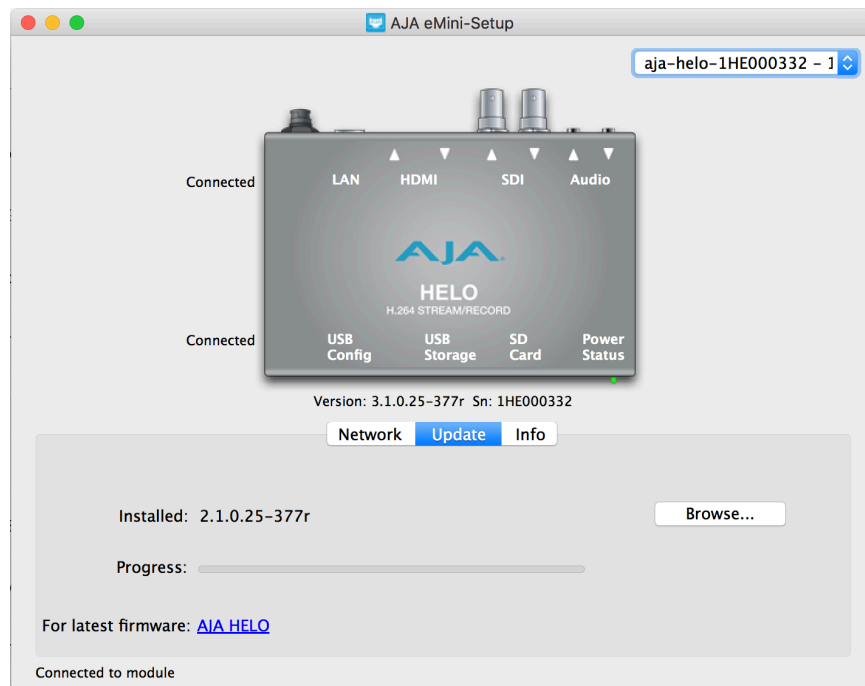 AJA eMini-Setup
aja-helo-1HE000332 - 1
Connected
LAN HDMI SDI Audio
AJA
HELO
H.264 STREAM/RECORD
Connected
USB Config
USB Storage
SD Card
Power Status
Version: 3.1.0.25-377r Sn: 1HE000332
Network Update Info
Installed: 2.1.0.25-377r
Browse...
Progress:
For latest firmware: AJA HELO
Connected to module